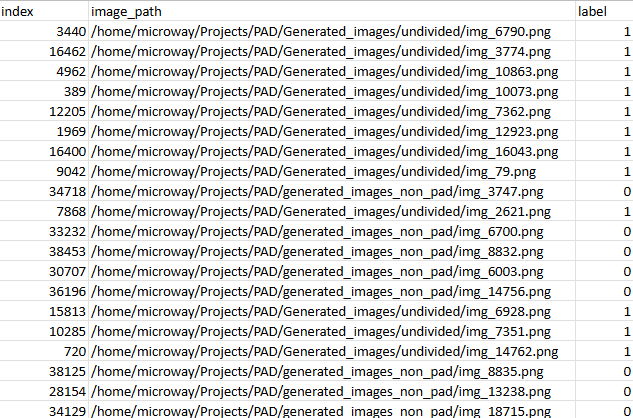 index image_path label
3440 /home/microway/Projects/PAD/Generated_images/undivided/img_6790.png 1
16462 /home/microway/Projects/PAD/Generated_images/undivided/img_3774.png 1
4962 /home/microway/Projects/PAD/Generated_images/undivided/img_10863.png 1
389 /home/microway/Projects/PAD/Generated_images/undivided/img_10073.png 1
12205 /home/microway/Projects/PAD/Generated_images/undivided/img_7362.png 1
1969 /home/microway/Projects/PAD/Generated_images/undivided/img_12923.png 1
16400 /home/microway/Projects/PAD/Generated_images/undivided/img_16043.png 1
9042 /home/microway/Projects/PAD/Generated_images/undivided/img_79.png 1
34718 /home/microway/Projects/PAD/generated_images_non_pad/img_3747.png 0
7868 /home/microway/Projects/PAD/Generated_images/undivided/img_2621.png 1
33232 /home/microway/Projects/PAD/generated_images_non_pad/img_6700.png 0
38453 /home/microway/Projects/PAD/generated_images_non_pad/img_8832.png 0
30707 /home/microway/Projects/PAD/generated_images_non_pad/img_6003.png 0
36196 /home/microway/Projects/PAD/generated_images_non_pad/img_14756.png 0
15813 /home/microway/Projects/PAD/Generated_images/undivided/img_6928.png 1
10285 /home/microway/Projects/PAD/Generated_images/undivided/img_7351.png 1
720 /home/microway/Projects/PAD/Generated_images/undivided/img_14762.png 1
38125 /home/microway/Projects/PAD/generated_images_non_pad/img_8835.png 0
28154 /home/microway/Projects/PAD/generated_images_non_pad/img_13238.png 0
34129 /home/microway/Projects/PAD/generated_images_non_pad/img_18715.png 0